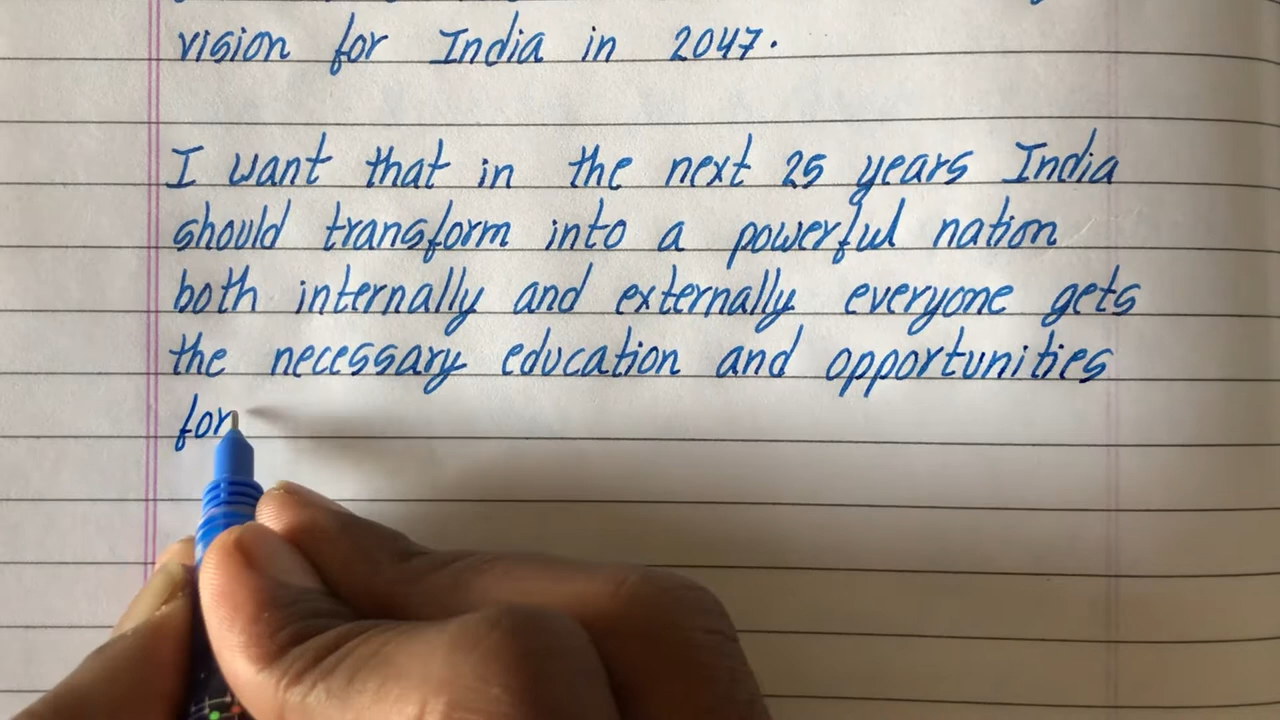 vision for India in 2047.
I want that in the next 25 years India
should transform into a powerful nation
both internally and externally everyone gets
the necessary education and opportunities
for